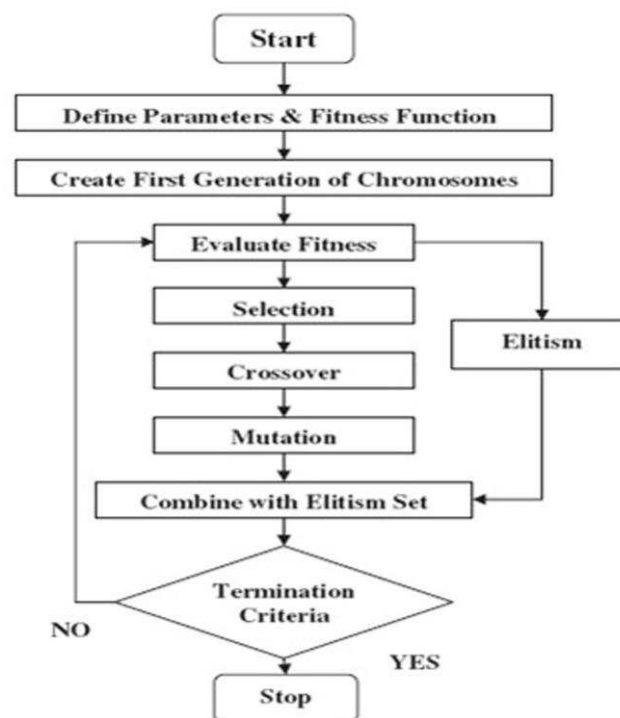 Start
Define Parameters & Fitness Function
Create First Generation of Chromosomes
Evaluate Fitness
Selection
Elitism
Crossover
Mutation
Combine with Elitism Set
Termination
Criteria
NO
YES
Stop